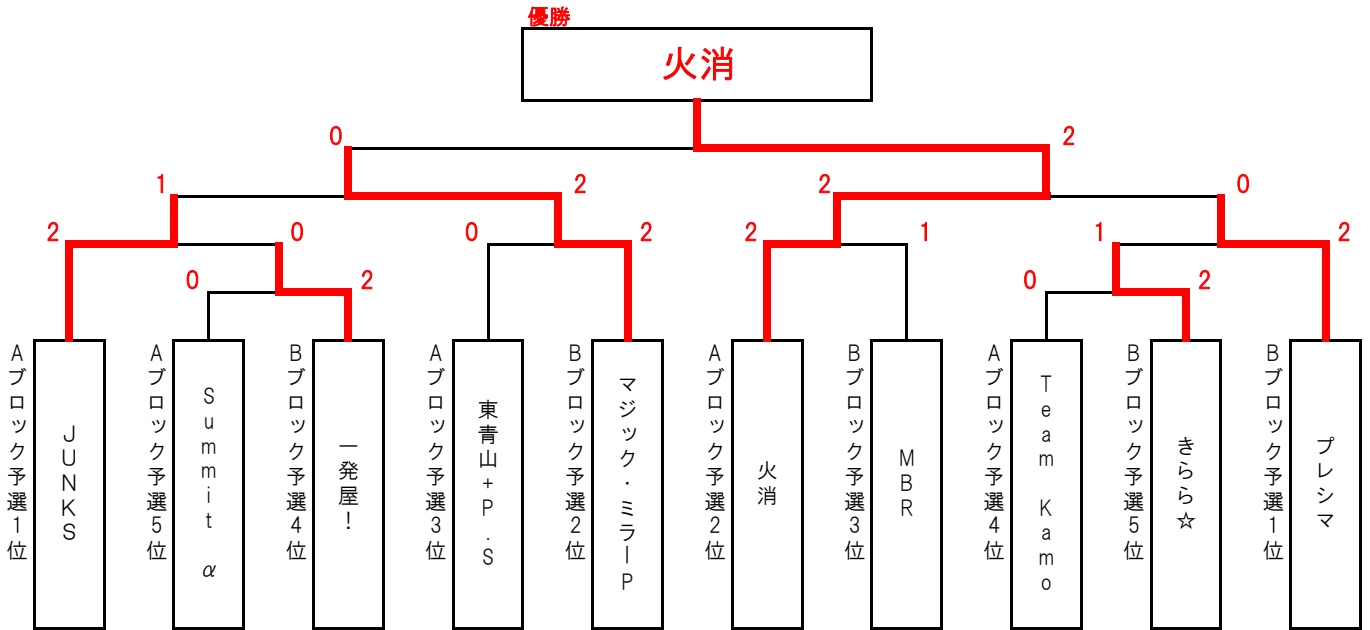 優勝
火消
0
2
1
2
2
0
2
0
0
2
2
1
1
2
0
2
0
2
Aブロック予選1位
JUNKS
Aブロック予選5位
Summit α
Bブロック予選4位
一発屋！
Aブロック予選3位
東青山+P.S
Bブロック予選2位
マジック・ミラーP
Aブロック予選2位
火消
Bブロック予選3位
MBR
Aブロック予選4位
Team Kamo
Bブロック予選5位
きらら☆
Bブロック予選1位
プレシマ